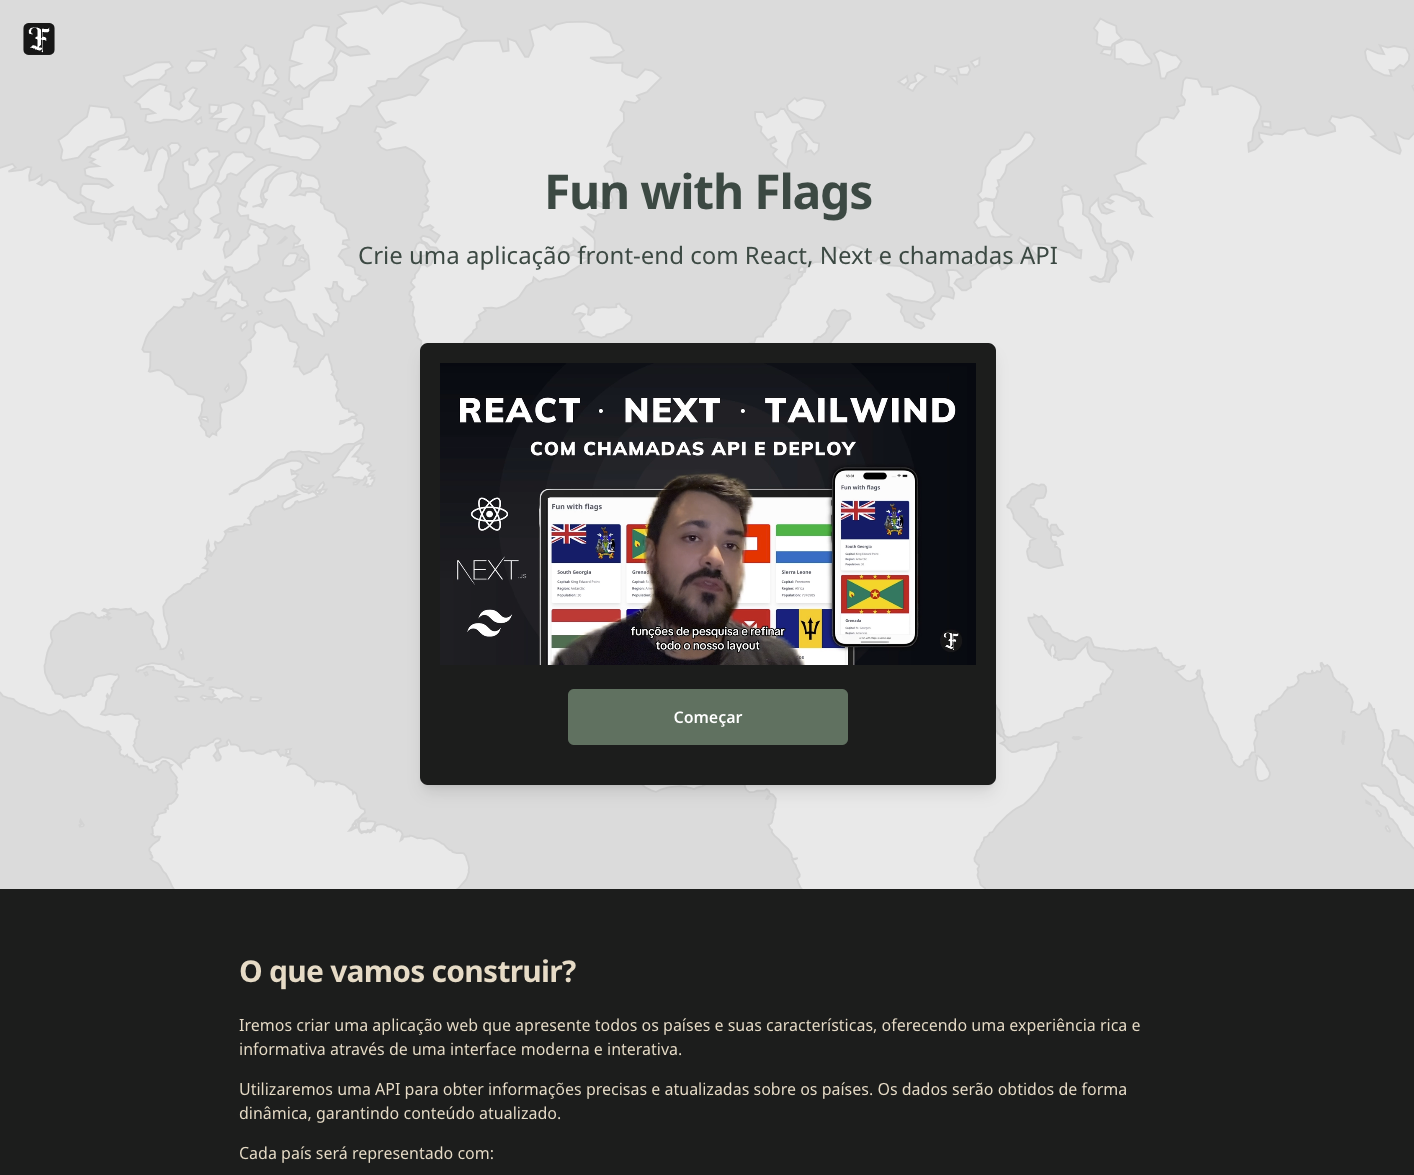 Fun with Flags
Crie uma aplicação front-end com React, Next e chamadas API
REACT · NEXT · TAILWIND
COM CHAMADAS API E DEPLOY
Fun with flags
Fun with flags
NEXT
South Georgia
Sierra Leone
South Georgia
Grenada
funções de pesquisa e refinar
todo o nosso layout
Começar
O que vamos construir?
Iremos criar uma aplicação web que apresente todos os países e suas características, oferecendo uma experiência rica e
informativa através de uma interface moderna e interativa.
Utilizaremos uma API para obter informações precisas e atualizadas sobre os países. Os dados serão obtidos de forma
dinâmica, garantindo conteúdo atualizado.
Cada país será representado com: